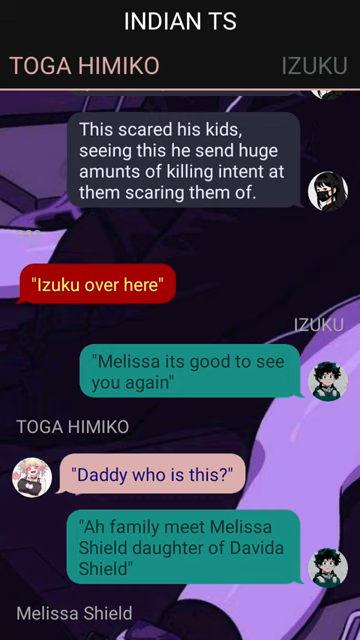 INDIAN TS
TOGA HIMIKO
IZUKU
This scared his kids,
seeing this he send huge
amunts of killing intent at
them scaring them of.
"Izuku over here"
IZUKU
"Melissa its good to see
you again"
TOGA HIMIKO
"Daddy who is this?"
"Ah family meet Melissa
Shield daughter of Davida
Shield"
Melissa Shield